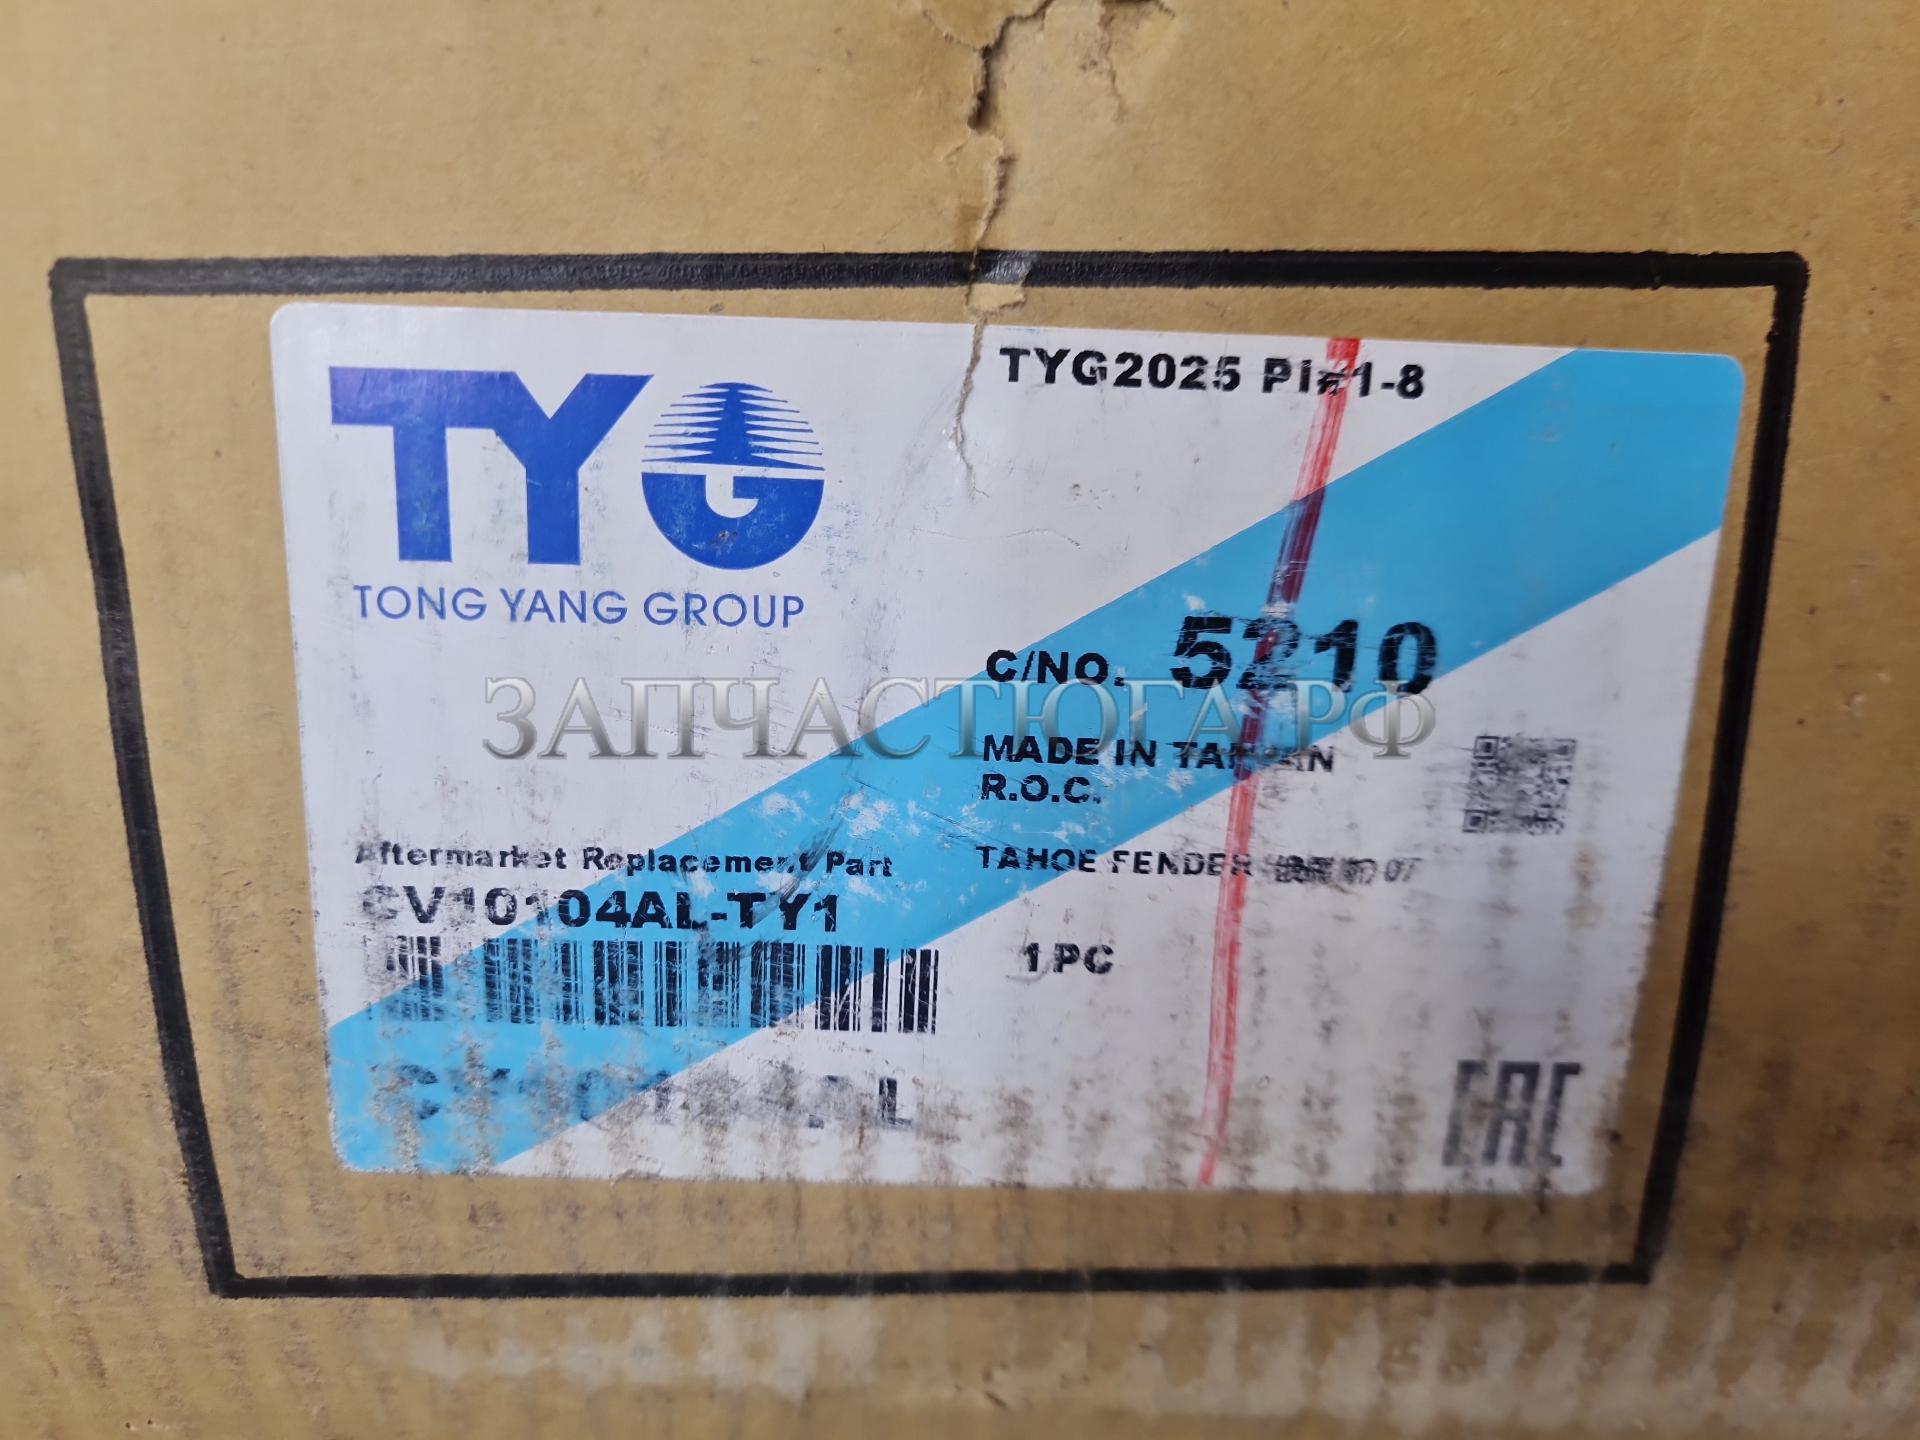 TYG2025 PI#1-8
TYG
TONG YANG GROUP
C/NO. 5210
ЗАПЧАСТЮГА.РФ
MADE IN TAIWAN
R.O.C.
Aftermarket Replacement Part
CV10104AL-TY1
TAHOE FENDER 07
1 PC
EAC